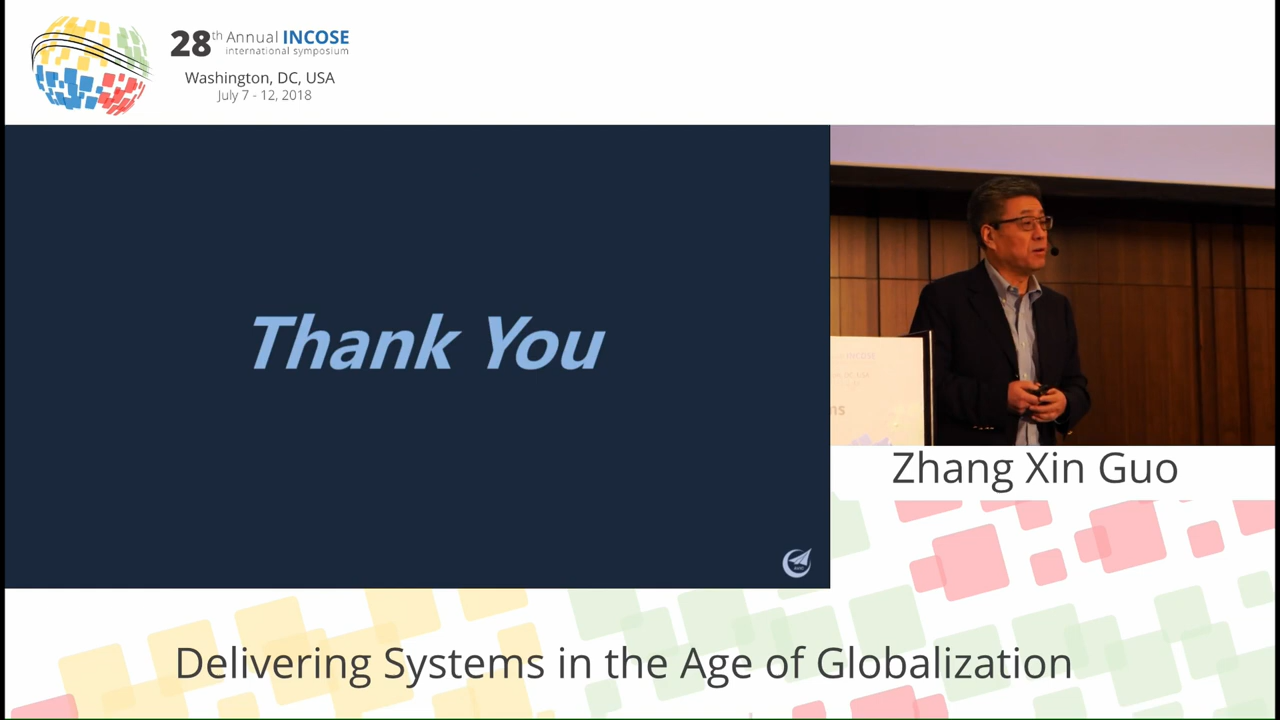 28th Annual INCOSE
international symposium
Washington, DC, USA
July 7 - 12, 2018
Thank You
Zhang Xin Guo
Delivering Systems in the Age of Globalization